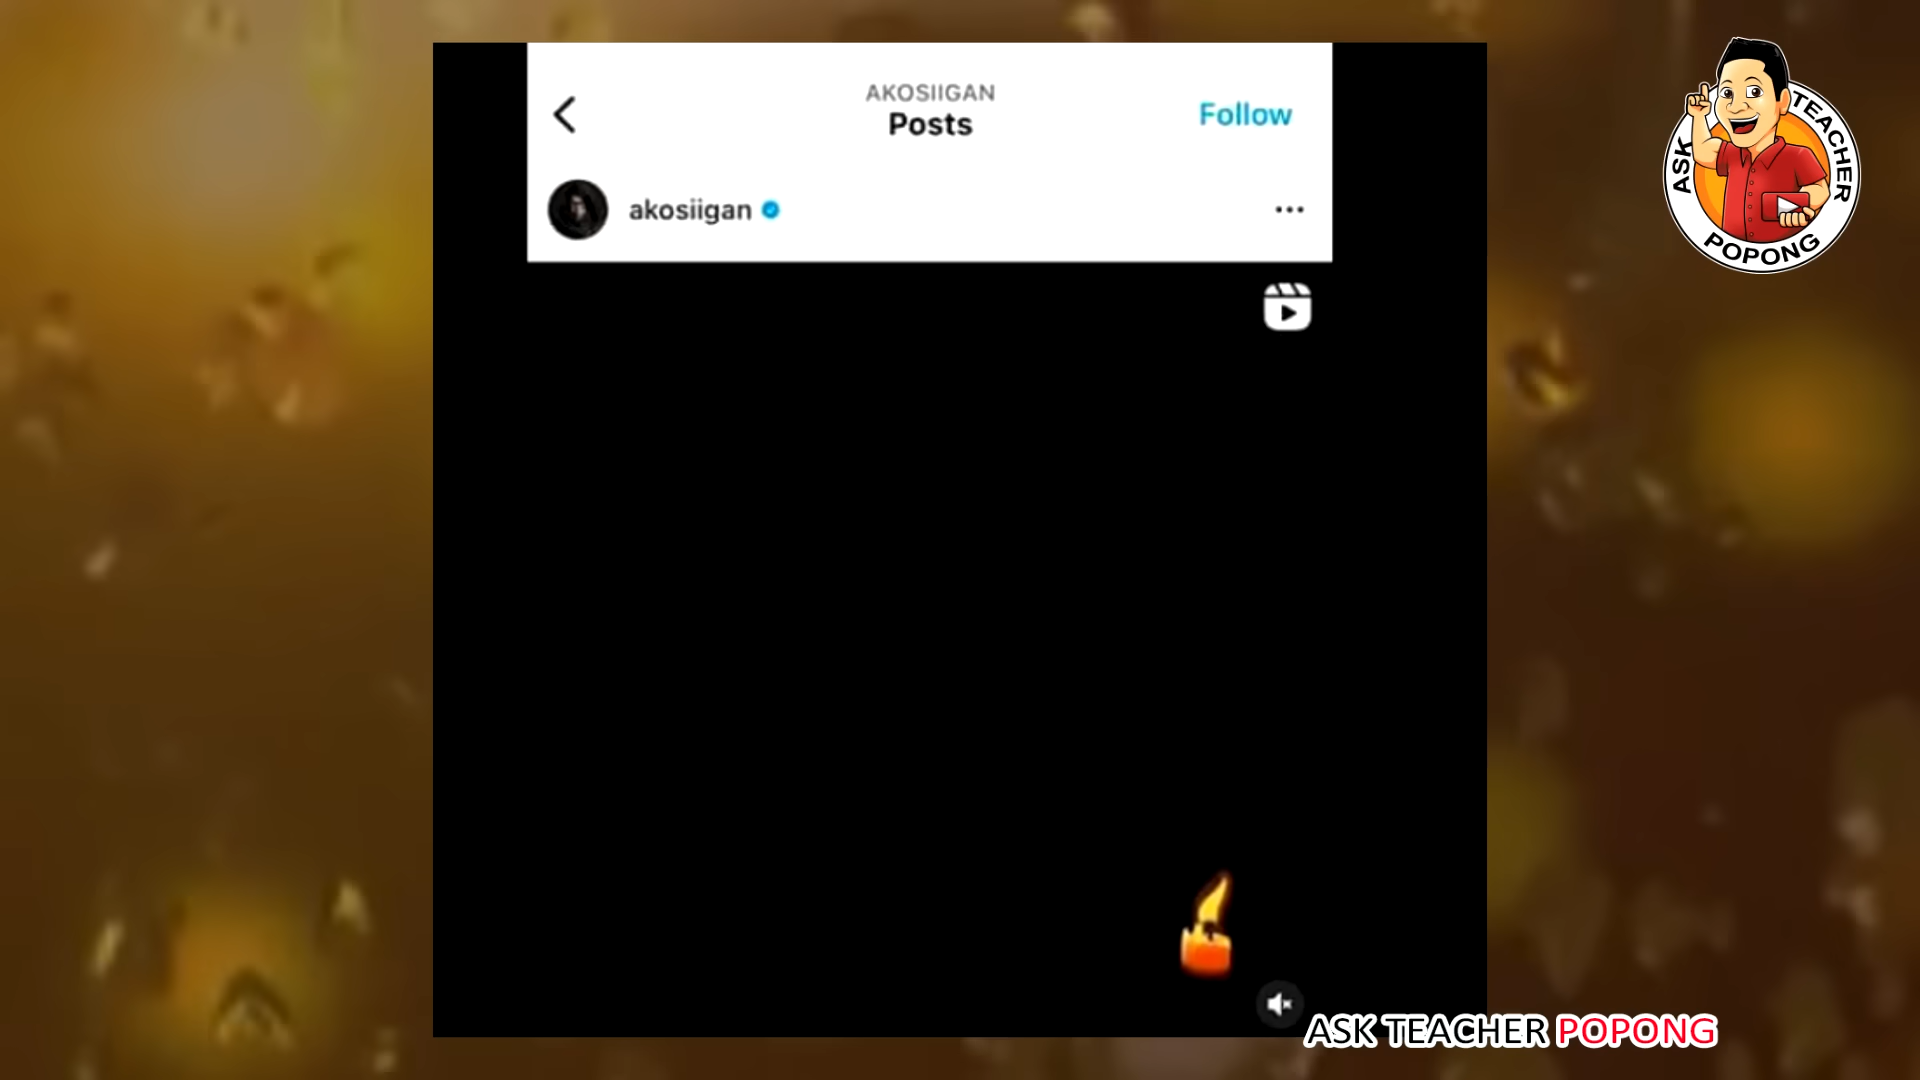 AKOSIIGAN
Posts
Follow
akosiigan
ASK TEACHER POPONG
ASK TEACHER POPONG